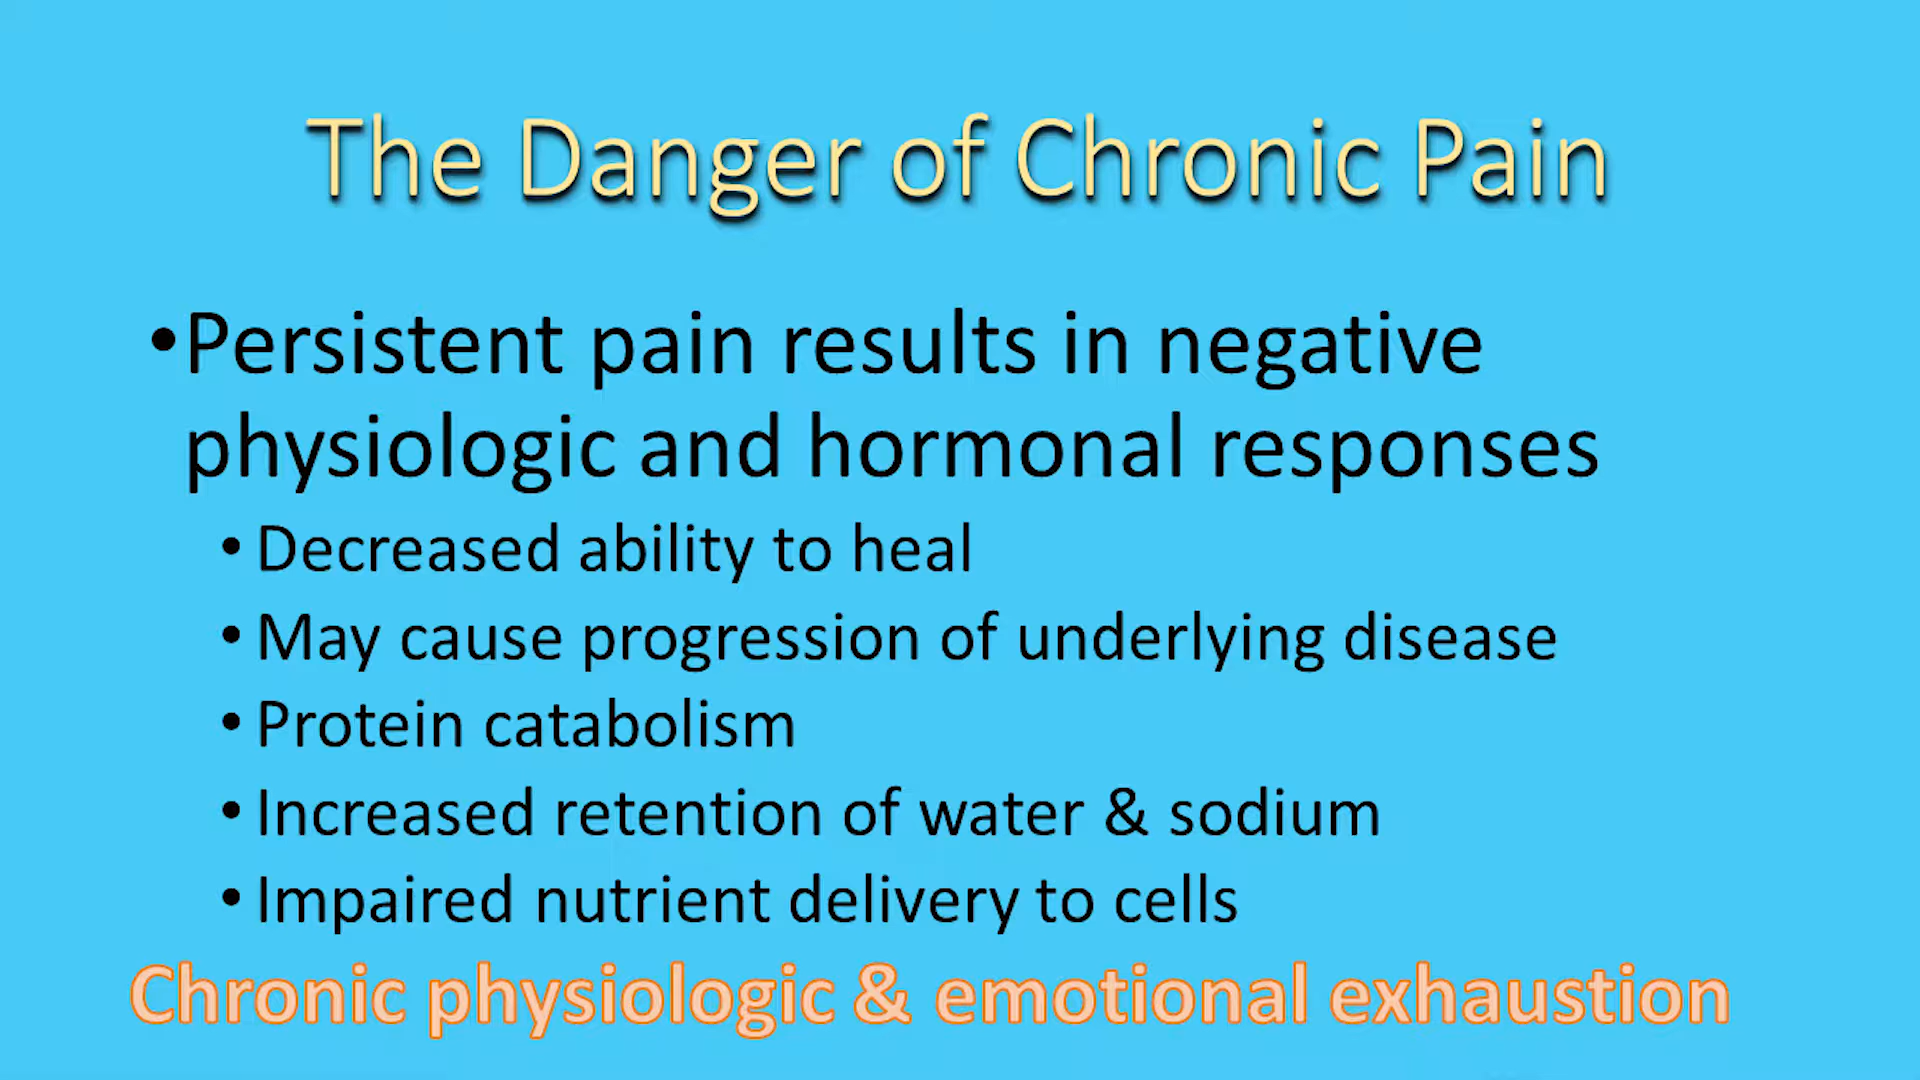 The Danger of Chronic Pain
•Persistent pain results in negative
physiologic and hormonal responses
• Decreased ability to heal
• May cause progression of underlying disease
• Protein catabolism
• Increased retention of water & sodium
• Impaired nutrient delivery to cells
Chronic physiologic & emotional exhaustion